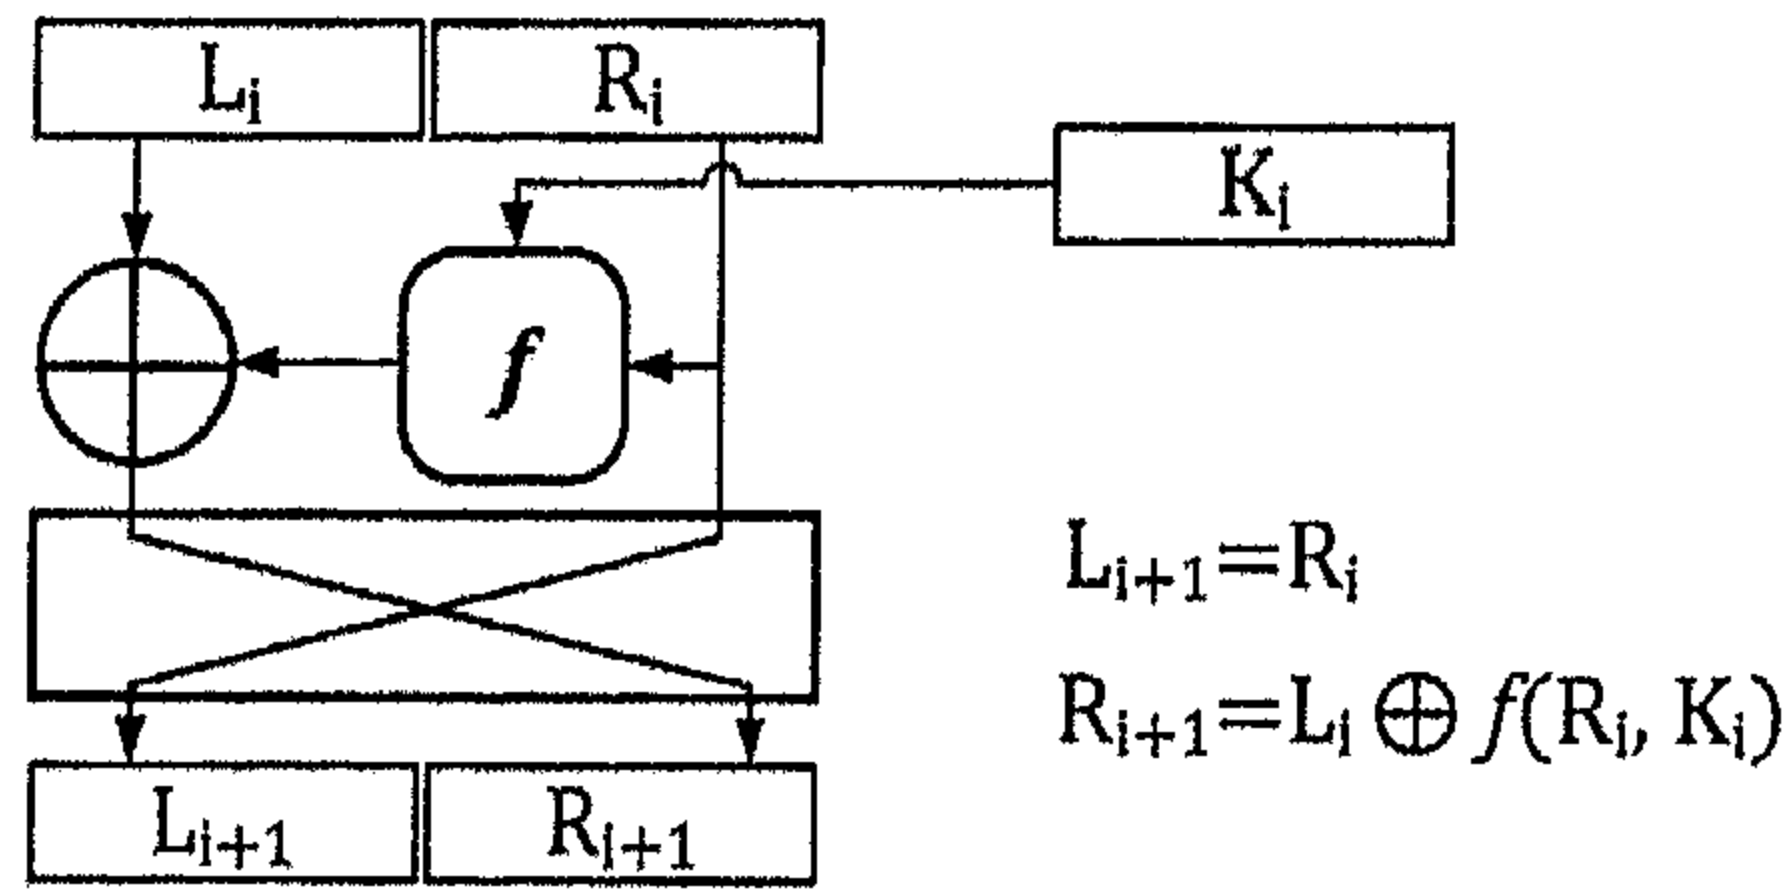 Lᵢ
Rᵢ
Kᵢ
f
Lᵢ₊₁=Rᵢ
Rᵢ₊₁=Lᵢ ⊕ f(Rᵢ, Kᵢ)
Lᵢ₊₁
Rᵢ₊₁